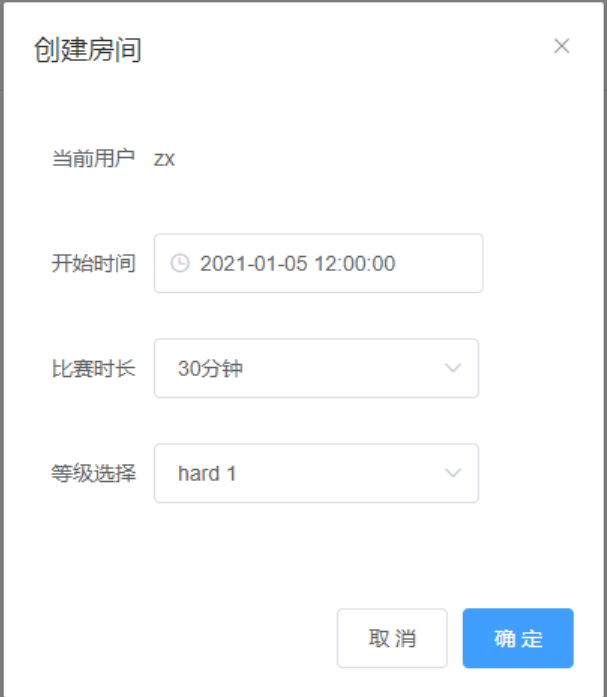 创建房间
当前用户 zx
开始时间 2021-01-05 12:00:00
比赛时长 30分钟
等级选择 hard 1
取消 确定